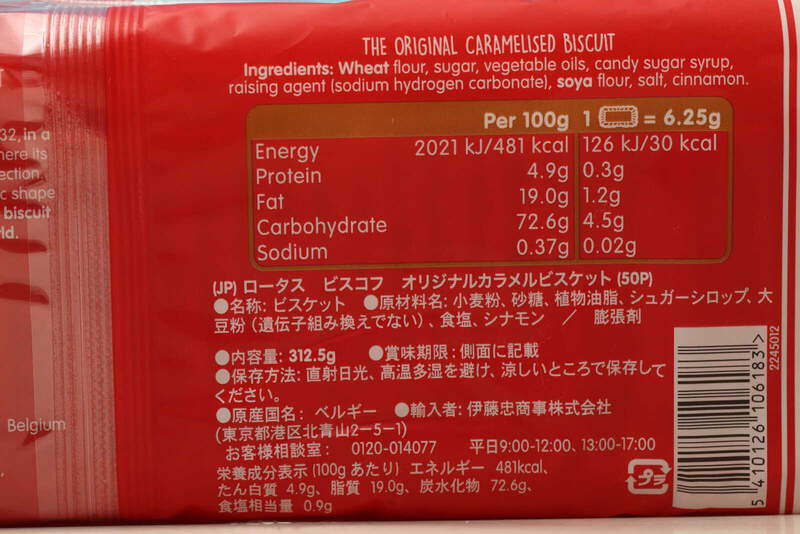 THE ORIGINAL CARAMELISED BISCUIT
Ingredients: Wheat flour, sugar, vegetable oils, candy sugar syrup,
raising agent (sodium hydrogen carbonate), soya flour, salt, cinnamon.
Per 100g 1 = 6.25g
Energy 2021 kJ/481 kcal 126 kJ/30 kcal
Protein 4.9g 0.3g
Fat 19.0g 1.2g
Carbohydrate 72.6g 4.5g
Sodium 0.37g 0.02g
(JP) ロータス ビスコフ オリジナルカラメルビスケット (50P)
●名称: ビスケット ●原材料名: 小麦粉、砂糖、植物油脂、シュガーシロップ、大
豆粉 (遺伝子組み換えでない)、食塩、シナモン / 膨張剤
●内容量: 312.5g ●賞味期限: 側面に記載
●保存方法: 直射日光、高温多湿を避け、涼しいところで保存して
ください。
●原産国名: ベルギー ●輸入者: 伊藤忠商事株式会社
(東京都港区北青山2-5-1)
お客様相談室: 0120-014077 平日9:00-12:00、13:00-17:00
栄養成分表示 (100g あたり) エネルギー 481kcal、
たん白質 4.9g、脂質 19.0g、炭水化物 72.6g、
食塩相当量 0.9g
プラ
5 410126 106183 >
2245012
32, in a
here its
ection
c shape
biscuit
ld.
Belgium